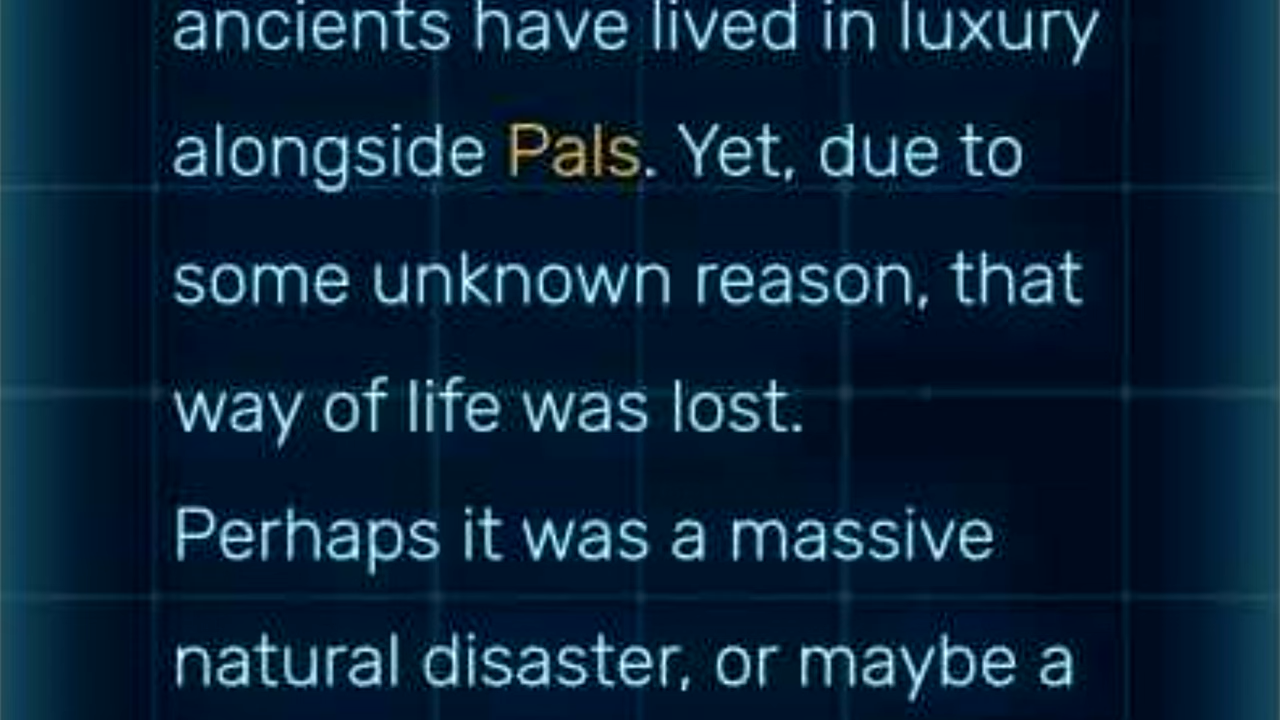 ancients have lived in luxury
alongside Pals. Yet, due to
some unknown reason, that
way of life was lost.
Perhaps it was a massive
natural disaster, or maybe a